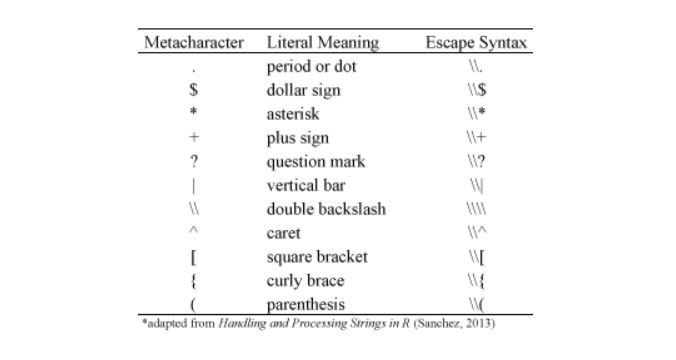 Metacharacter Literal Meaning Escape Syntax
. period or dot \\.
$ dollar sign \\$
* asterisk \\*
+ plus sign \\+
? question mark \\?
| vertical bar \\|
\\ double backslash \\\\
^ caret \\^
[ square bracket \\[
{ curly brace \\{
( parenthesis \\(
*adapted from Handling and Processing Strings in R (Sanchez, 2013)